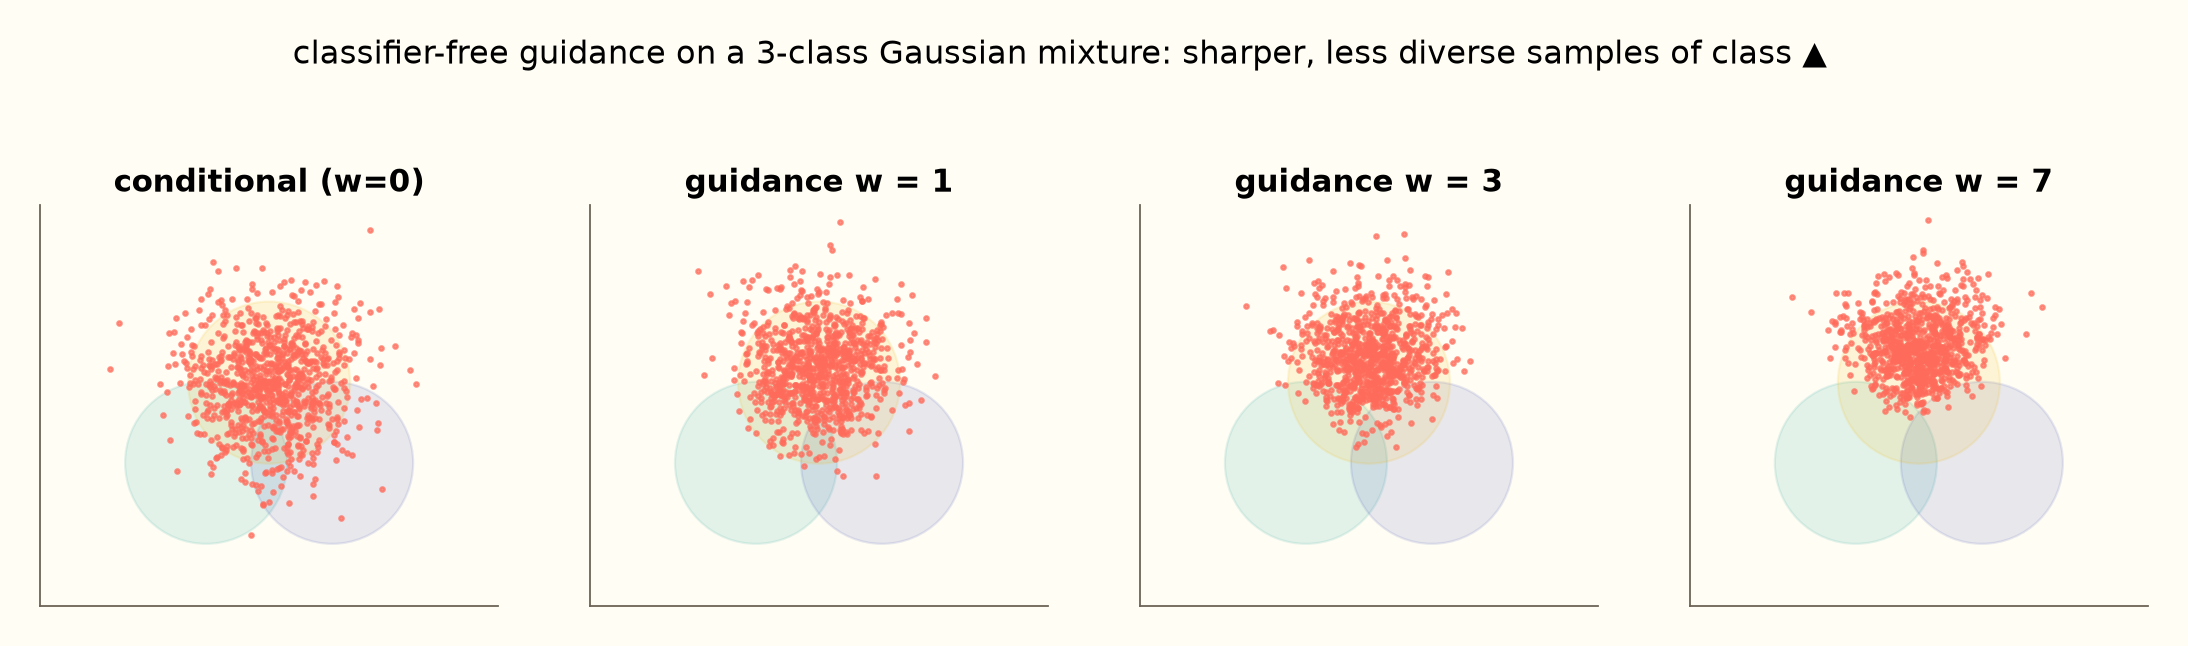 classifier-free guidance on a 3-class Gaussian mixture: sharper, less diverse samples of class ▲
conditional (w=0)
guidance w = 1
guidance w = 3
guidance w = 7